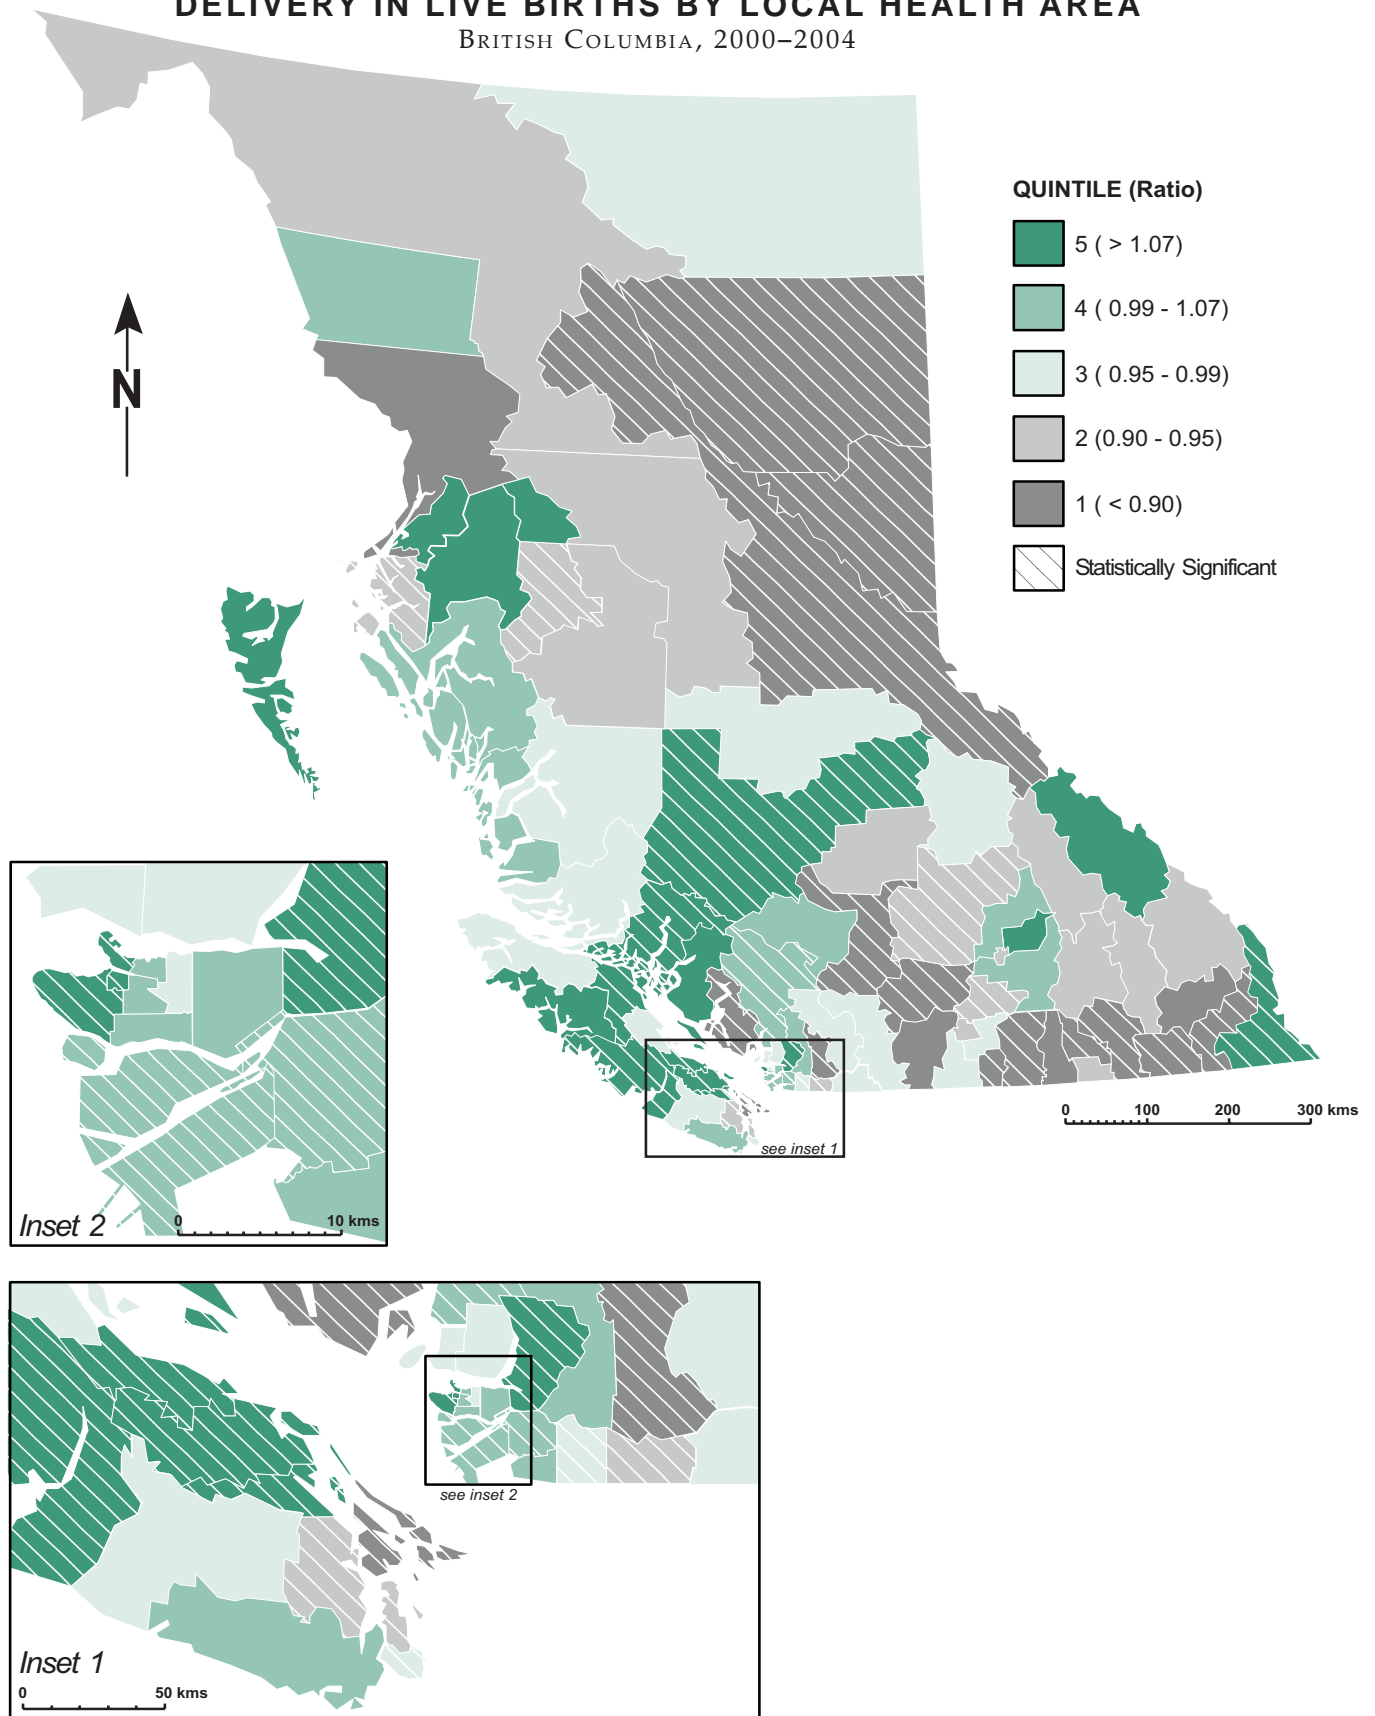 DELIVERY IN LIVE BIRTHS BY LOCAL HEALTH AREA
BRITISH COLUMBIA, 2000–2004
QUINTILE (Ratio)
5 ( > 1.07)
4 ( 0.99 - 1.07)
3 ( 0.95 - 0.99)
2 (0.90 - 0.95)
1 ( < 0.90)
Statistically Significant
N
0 100 200 300 kms
see inset 1
Inset 2
0 10 kms
see inset 2
Inset 1
0 50 kms